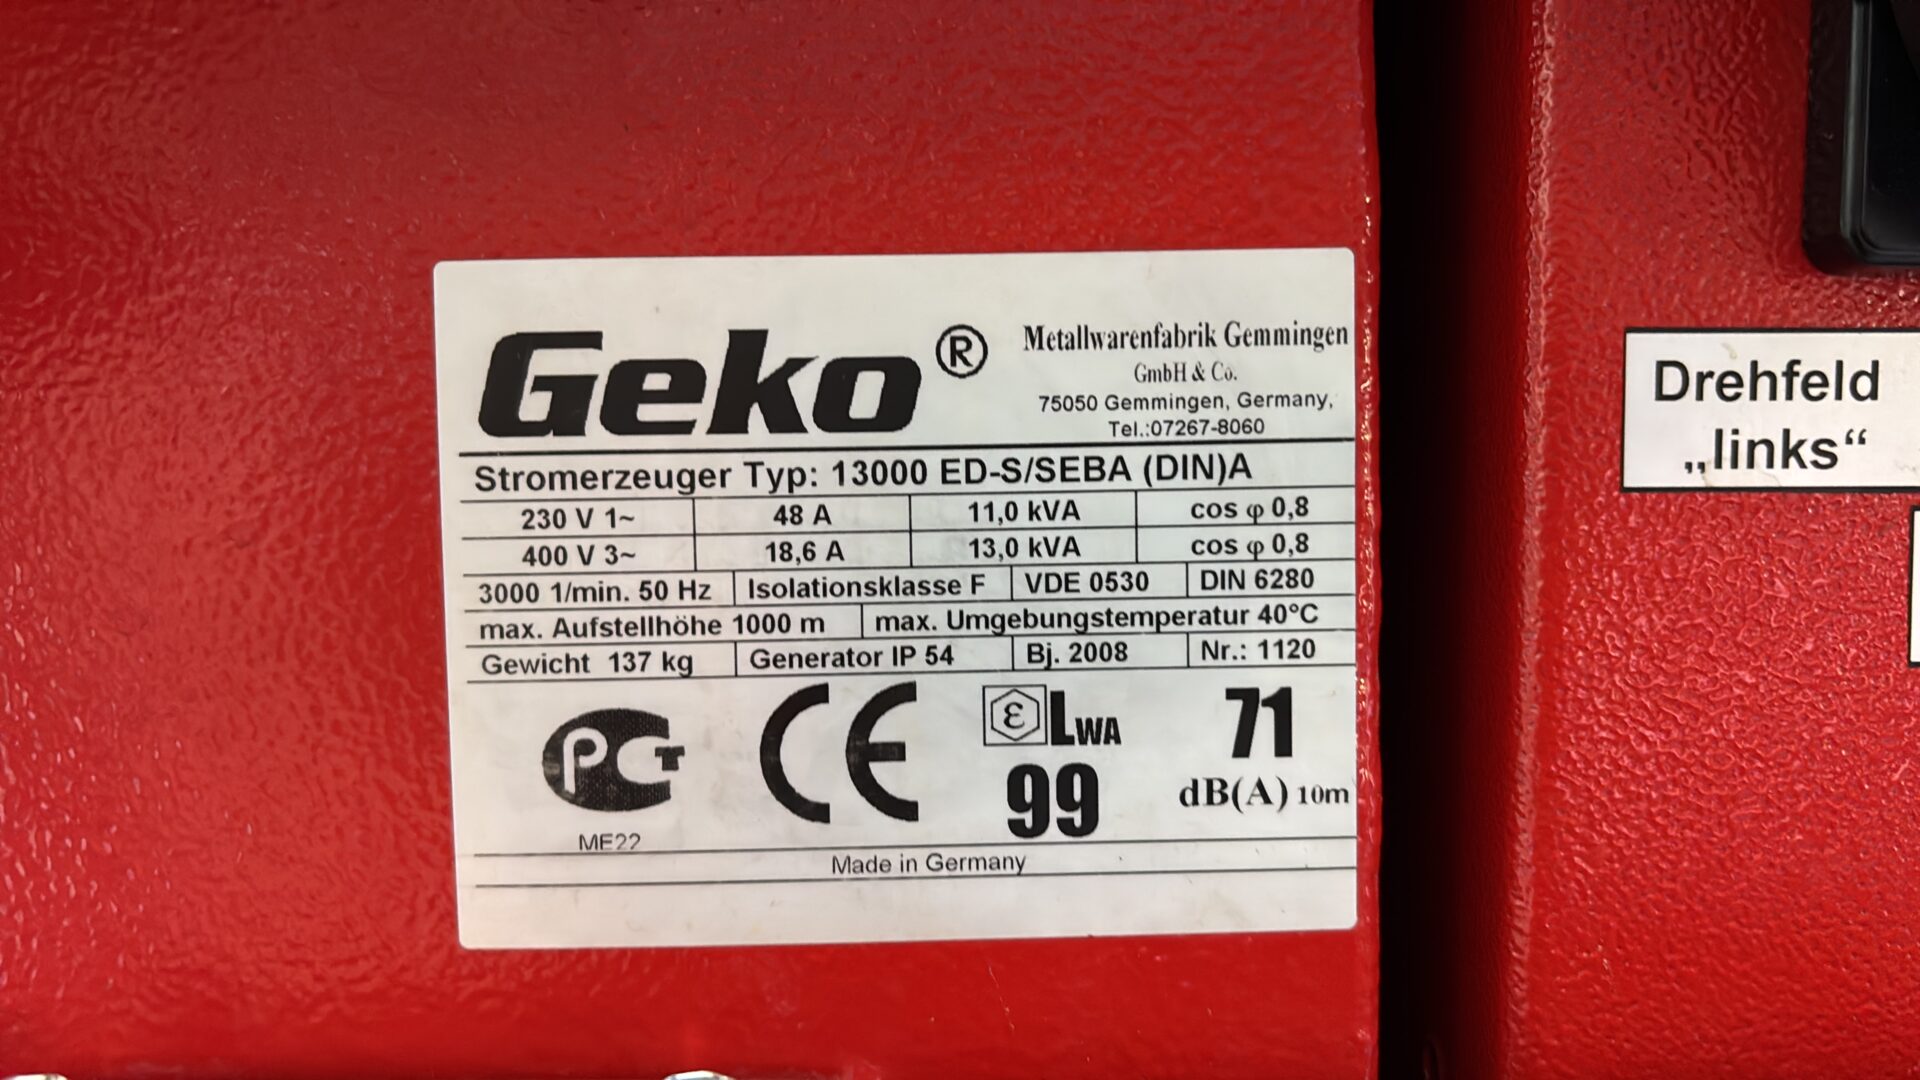 Geko®
Metallwarenfabrik Gemmingen
GmbH & Co.
75050 Gemmingen, Germany,
Tel.:07267-8060
Stromerzeuger Typ: 13000 ED-S/SEBA (DIN)A
230 V 1~ 48 A 11,0 kVA cos φ 0,8
400 V 3~ 18,6 A 13,0 kVA cos φ 0,8
3000 1/min. 50 Hz Isolationsklasse F VDE 0530 DIN 6280
max. Aufstellhöhe 1000 m max. Umgebungstemperatur 40°C
Gewicht 137 kg Generator IP 54 Bj. 2008 Nr.: 1120
PCT
ME22
CE
ε LWA
99
71
dB(A) 10m
Made in Germany
Drehfeld
„links“